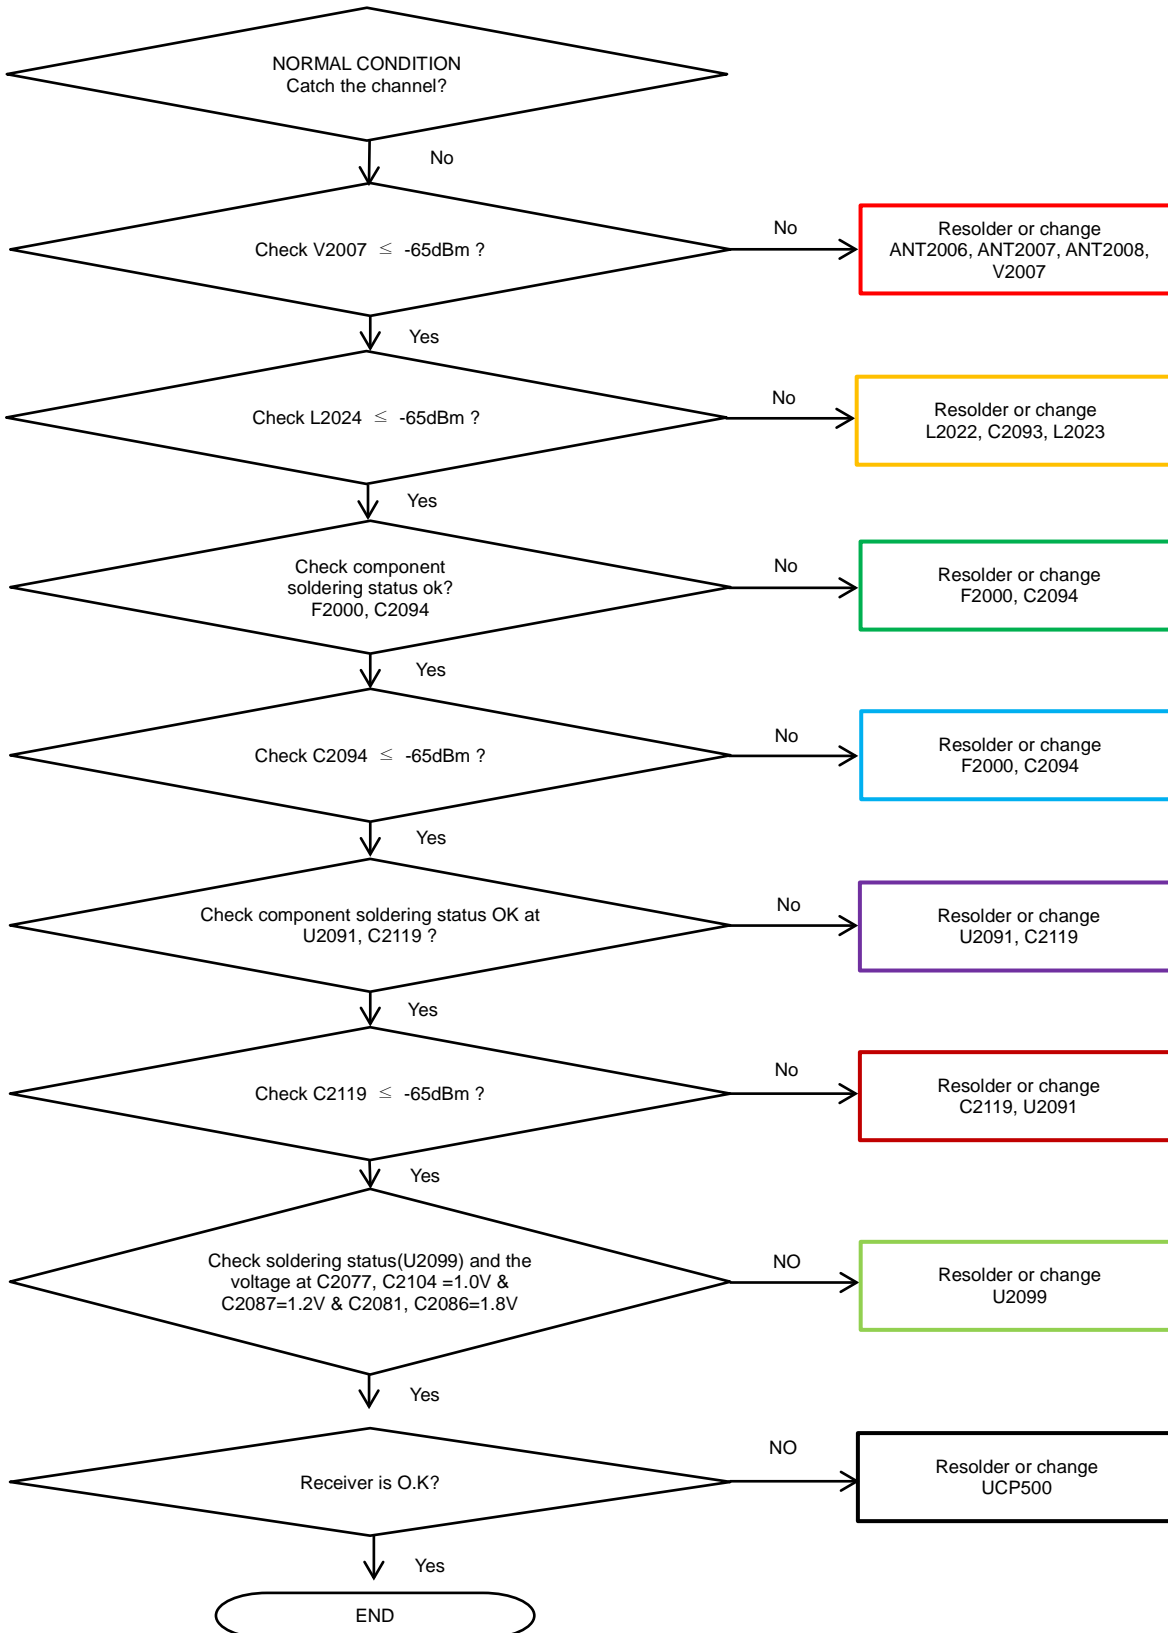 NORMAL CONDITION
Catch the channel?
No
Check V2007 ≤ -65dBm ?
No
Resolder or change
ANT2006, ANT2007, ANT2008,
V2007
Yes
Check L2024 ≤ -65dBm ?
No
Resolder or change
L2022, C2093, L2023
Yes
Check component
soldering status ok?
F2000, C2094
No
Resolder or change
F2000, C2094
Yes
Check C2094 ≤ -65dBm ?
No
Resolder or change
F2000, C2094
Yes
Check component soldering status OK at
U2091, C2119 ?
No
Resolder or change
U2091, C2119
Yes
Check C2119 ≤ -65dBm ?
No
Resolder or change
C2119, U2091
Yes
Check soldering status(U2099) and the
voltage at C2077, C2104 =1.0V &
C2087=1.2V & C2081, C2086=1.8V
NO
Resolder or change
U2099
Yes
Receiver is O.K?
NO
Resolder or change
UCP500
Yes
END